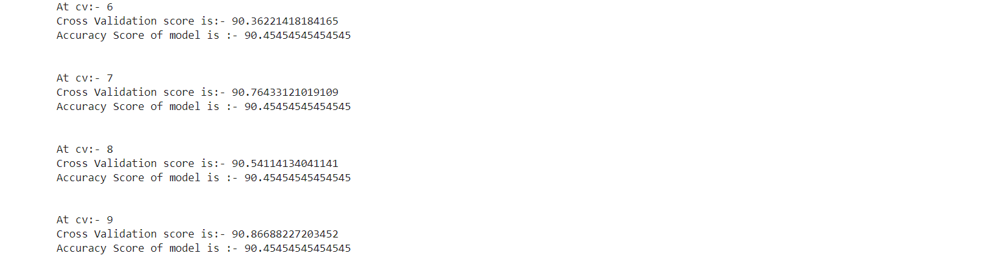 At cv:- 6
Cross Validation score is:- 90.36221418184165
Accuracy Score of model is :- 90.45454545454545
At cv:- 7
Cross Validation score is:- 90.76433121019109
Accuracy Score of model is :- 90.45454545454545
At cv:- 8
Cross Validation score is:- 90.54114134041141
Accuracy Score of model is :- 90.45454545454545
At cv:- 9
Cross Validation score is:- 90.86688227203452
Accuracy Score of model is :- 90.45454545454545